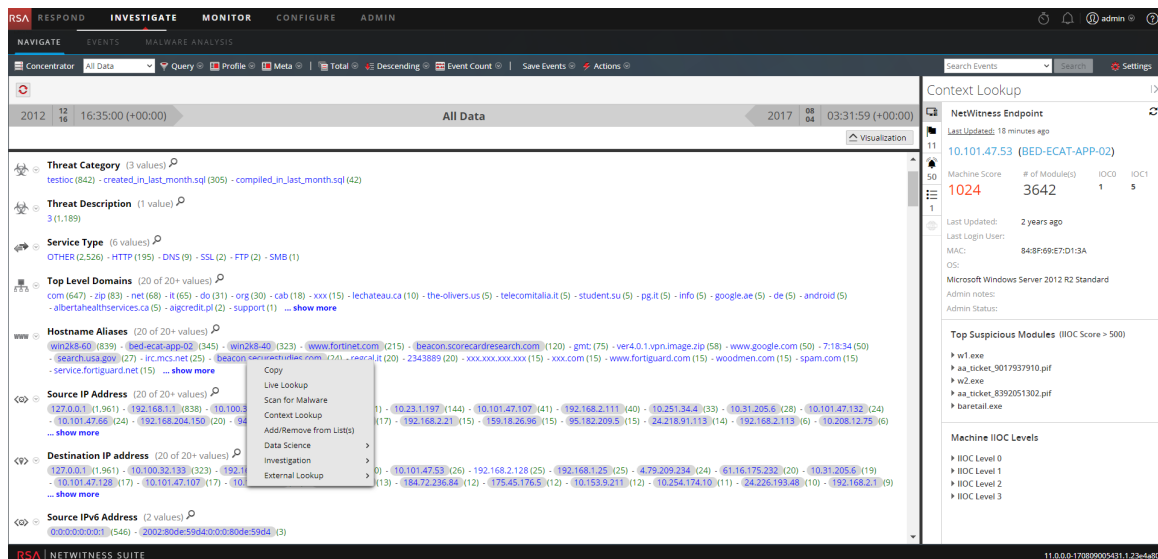 RSA RESPOND INVESTIGATE MONITOR CONFIGURE ADMIN admin
NAVIGATE EVENTS MALWARE ANALYSIS
Concentrator All Data Query Profile Meta | Total Descending Event Count | Save Events Actions Search Events Search Settings
2012 12 16 16:35:00 (+00:00) All Data 2017 08 04 03:31:59 (+00:00)
Visualization
Threat Category (3 values)
testioc (842) - created_in_last_month.sql (305) - compiled_in_last_month.sql (42)
Threat Description (1 value)
3 (1,189)
Service Type (6 values)
OTHER (2,526) - HTTP (195) - DNS (9) - SSL (2) - FTP (2) - SMB (1)
Top Level Domains (20 of 20+ values)
com (647) - zip (83) - net (68) - it (65) - do (31) - org (30) - cab (18) - xxx (15) - lechateau.ca (10) - the-olivers.us (5) - telecomitalia.it (5) - student.su (5) - pg.it (5) - info (5) - google.ae (5) - de (5) - android (5)
- albertahealthservices.ca (5) - aigcredit.pl (2) - support (1) ... show more
Hostname Aliases (20 of 20+ values)
win2k8-60 (839) - bed-ecat-app-02 (345) - win2k8-40 (323) - www.fortinet.com (215) - beacon.scorecardresearch.com (120) - gmt; (75) - ver4.0.1.vpn.image.zip (58) - www.google.com (50) - 7:18:34 (50)
- search.usa.gov (27) - irc.mcs.net (25) - beacon.securestudies.com (24) - regcal.it (20) - 2343889 (20) - xxx.xxx.xxx.xxx (15) - xxx.com (15) - www.fortiguard.com (15) - woodmen.com (15) - spam.com (15)
- service.fortiguard.net (15) ... show more
Copy
Live Lookup
Scan for Malware
Context Lookup
Add/Remove from List(s)
Data Science
Investigation
External Lookup
Source IP Address (20 of 20+ values)
127.0.0.1 (1,961) - 192.168.1.1 (838) - 10.100.3 1) - 10.23.1.197 (144) - 10.101.47.107 (41) - 192.168.2.111 (40) - 10.251.34.4 (33) - 10.31.205.6 (28) - 10.101.47.132 (24)
- 10.101.47.66 (24) - 192.168.204.150 (20) - 94 (17) - 192.168.2.21 (15) - 159.18.26.96 (15) - 95.182.209.5 (15) - 24.218.91.113 (14) - 192.168.2.113 (6) - 10.208.12.75 (6)
... show more
Destination IP address (20 of 20+ values)
127.0.0.1 (1,961) - 10.100.32.133 (323) - 192.16 0) - 10.101.47.53 (26) - 192.168.2.128 (25) - 192.168.1.25 (25) - 4.79.209.234 (24) - 61.16.175.232 (20) - 10.31.205.6 (19)
- 10.101.47.128 (17) - 10.101.47.107 (17) - 10. (13) - 184.72.236.84 (12) - 175.45.176.5 (12) - 10.153.9.211 (12) - 10.254.174.10 (11) - 24.226.193.48 (10) - 192.168.2.1 (9)
... show more
Source IPv6 Address (2 values)
0:0:0:0:0:0:0:1 (546) - 2002:80de:59d4:0:0:0:80de:59d4 (3)
Context Lookup
11
50
1
NetWitness Endpoint
Last Updated: 18 minutes ago
10.101.47.53 (BED-ECAT-APP-02)
Machine Score # of Module(s) IOC0 IOC1
1024 3642 1 5
Last Updated: 2 years ago
Last Login User:
MAC: 84:8F:69:E7:D1:3A
OS:
Microsoft Windows Server 2012 R2 Standard
Admin notes:
Admin Status:
Top Suspicious Modules (IIOC Score > 500)
w1.exe
aa_ticket_9017937910.pif
w2.exe
aa_ticket_8392051302.pif
baretail.exe
Machine IIOC Levels
IIOC Level 0
IIOC Level 1
IIOC Level 2
IIOC Level 3
RSA | NETWITNESS SUITE 11.0.0.0-170809005431.1.23e4a80